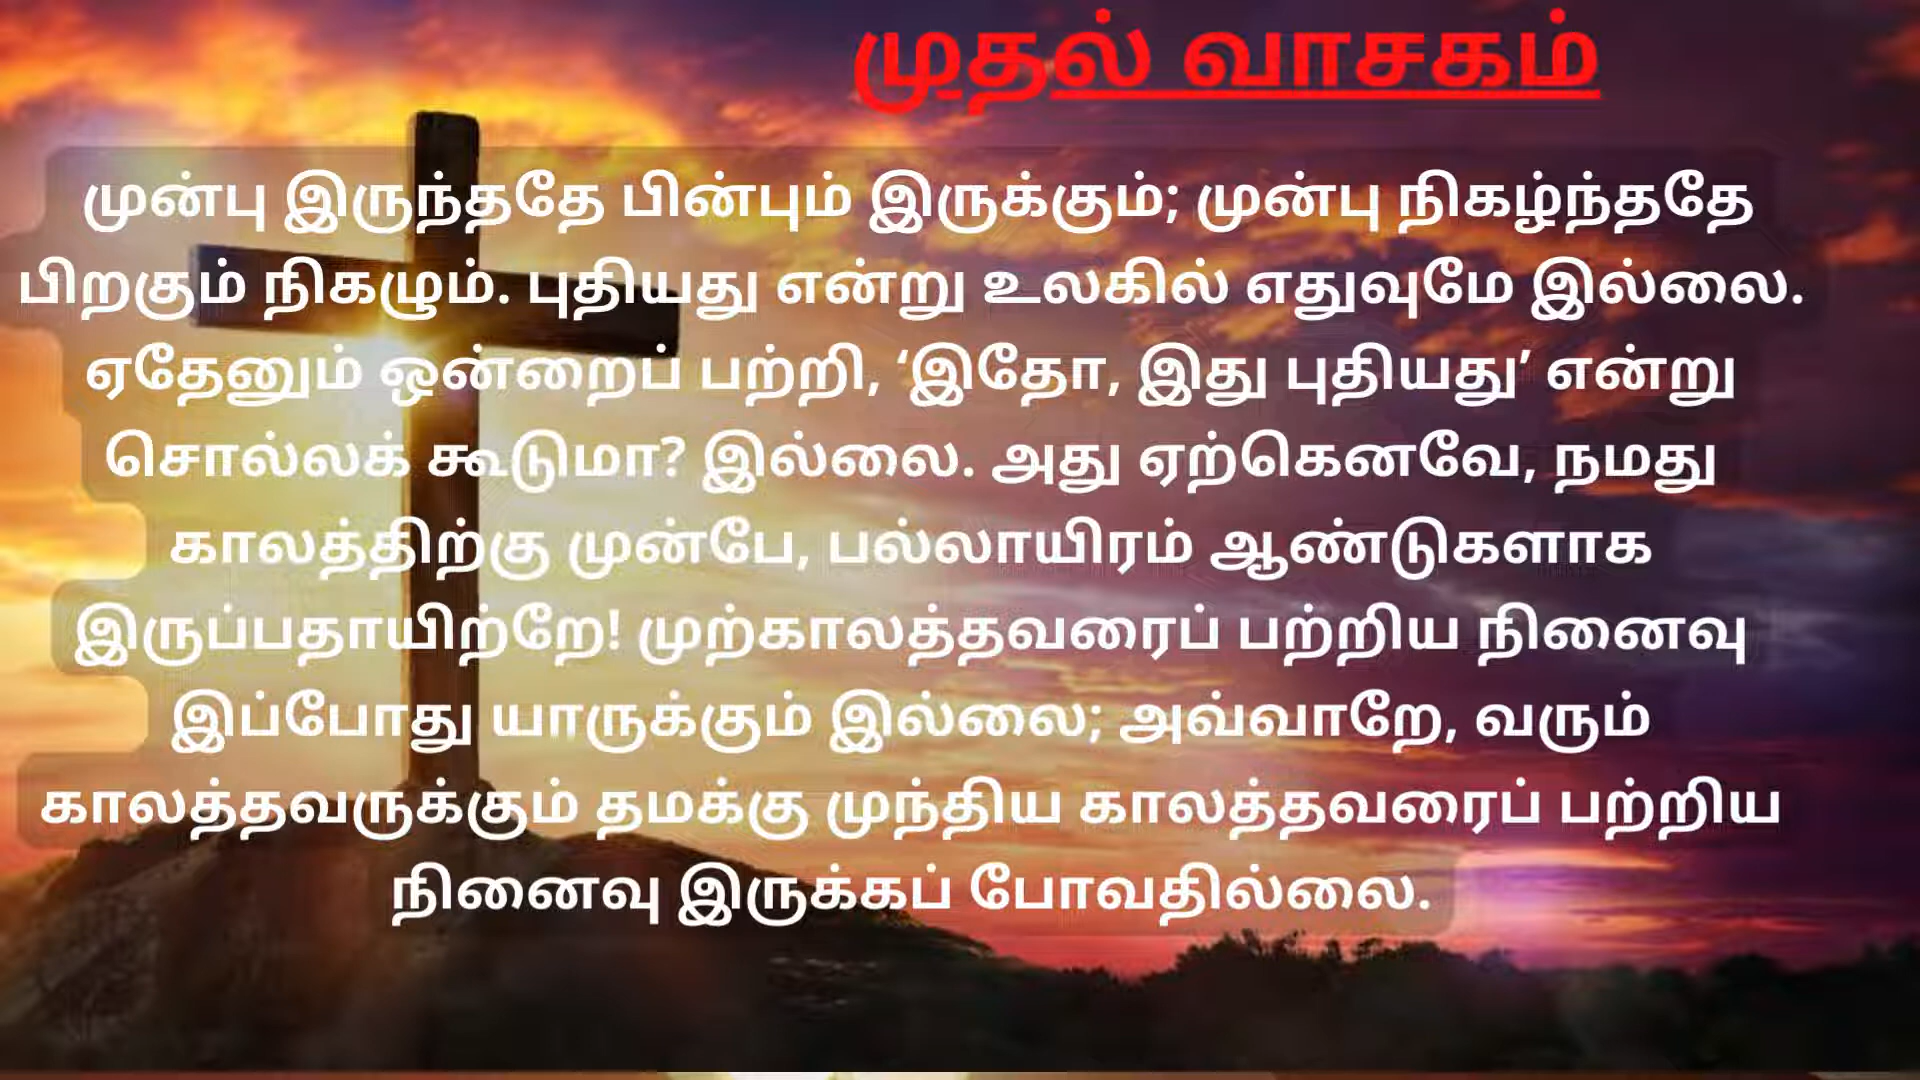 முதல் வாசகம்
முன்பு இருந்ததே பின்பும் இருக்கும்; முன்பு நிகழ்ந்ததே
பிறகும் நிகழும். புதியது என்று உலகில் எதுவுமே இல்லை.
ஏதேனும் ஒன்றைப் பற்றி, ‘இதோ, இது புதியது’ என்று
சொல்லக் கூடுமா? இல்லை. அது ஏற்கெனவே, நமது
காலத்திற்கு முன்பே, பல்லாயிரம் ஆண்டுகளாக
இருப்பதாயிற்றே! முற்காலத்தவரைப் பற்றிய நினைவு
இப்போது யாருக்கும் இல்லை; அவ்வாறே, வரும்
காலத்தவருக்கும் தமக்கு முந்திய காலத்தவரைப் பற்றிய
நினைவு இருக்கப் போவதில்லை.